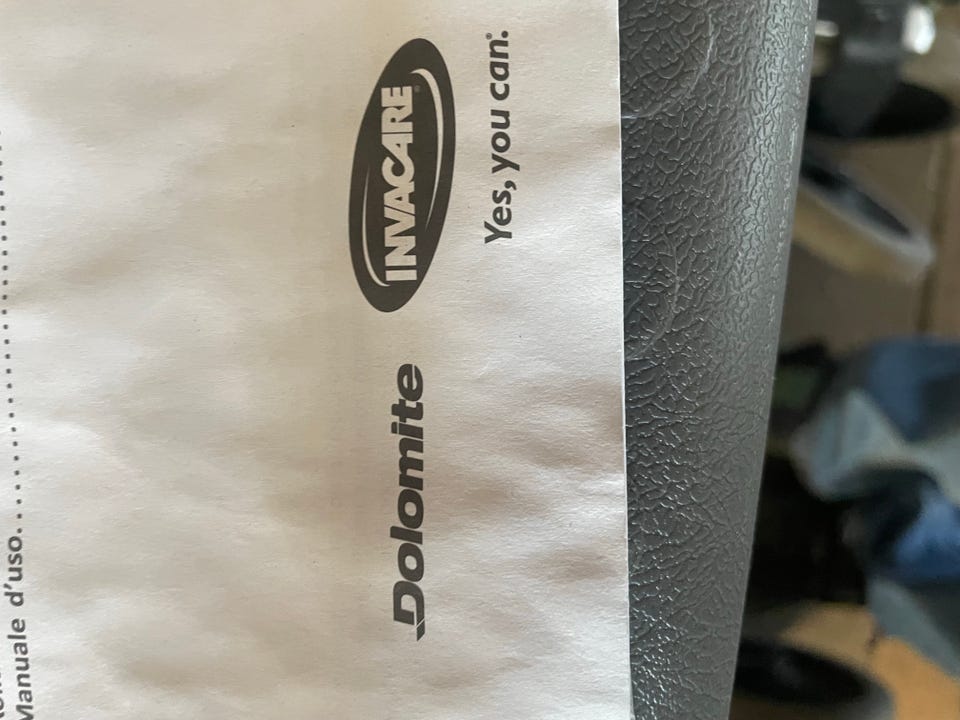 Manuale d’uso. . . . . . . . . . . . . . . . . . . . . . . . . . . . . . . . . .
Dolomite INVACARE®
Yes, you can.®